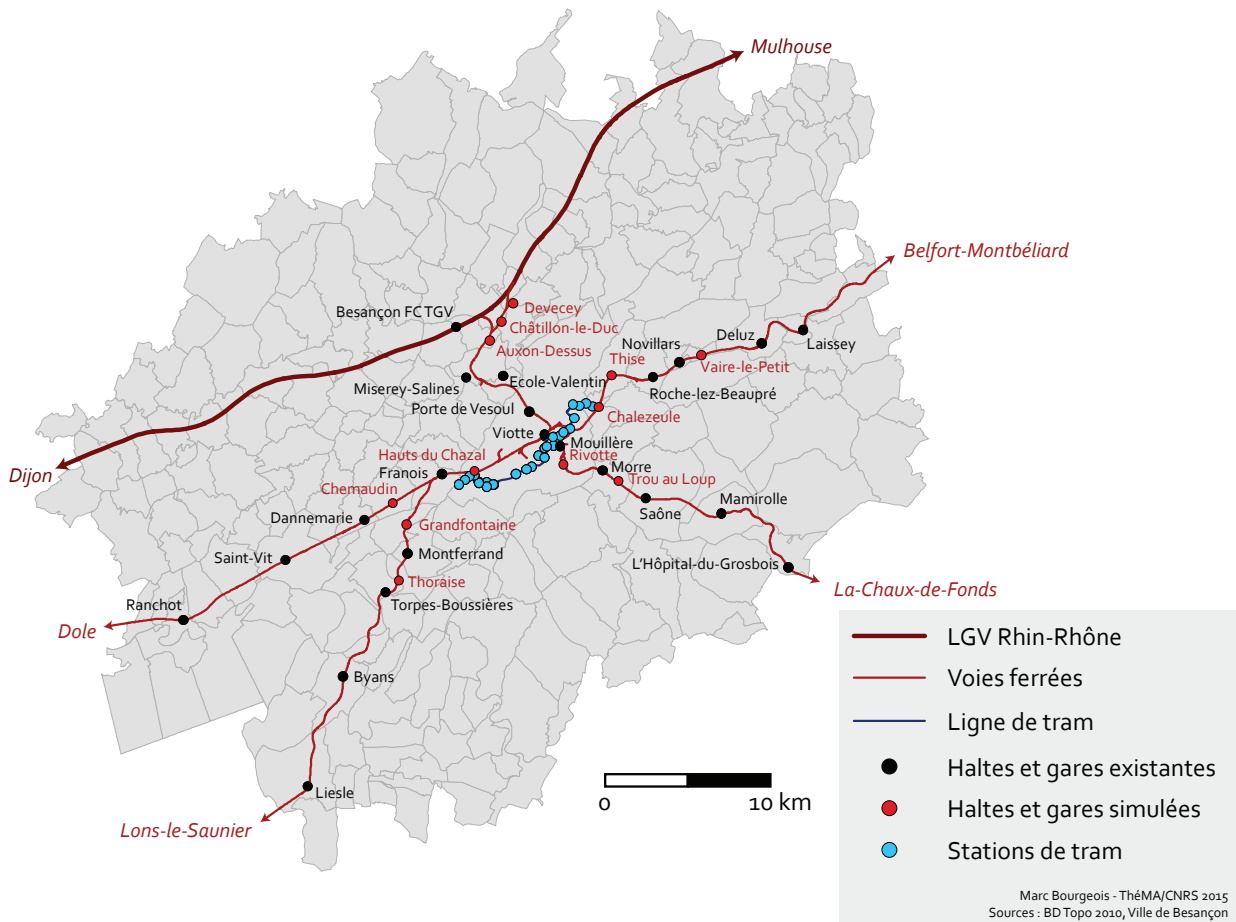 Mulhouse
Belfort-Montbéliard
Devecey
Besançon FC TGV
Châtillon-le-Duc
Auxon-Dessus
Novillars
Deluz
Laissey
Thise
Vaire-le-Petit
Miserey-Salines
Ecole-Valentin
Roche-lez-Beaupré
Porte de Vesoul
Chalezeule
Viotte
Mouillère
Hauts du Chazal
Rivotte
Dijon
Franois
Morre
Trou au Loup
Chemaudin
Mamirolle
Saône
Dannemarie
Grandfontaine
Saint-Vit
Montferrand
L'Hôpital-du-Grosbois
Thoraise
La-Chaux-de-Fonds
Ranchot
Torpes-Boussières
Dole
Byans
Liesle
Lons-le-Saunier
0 10 km
LGV Rhin-Rhône
Voies ferrées
Ligne de tram
Haltes et gares existantes
Haltes et gares simulées
Stations de tram
Marc Bourgeois - ThéMA/CNRS 2015
Sources : BD Topo 2010, Ville de Besançon